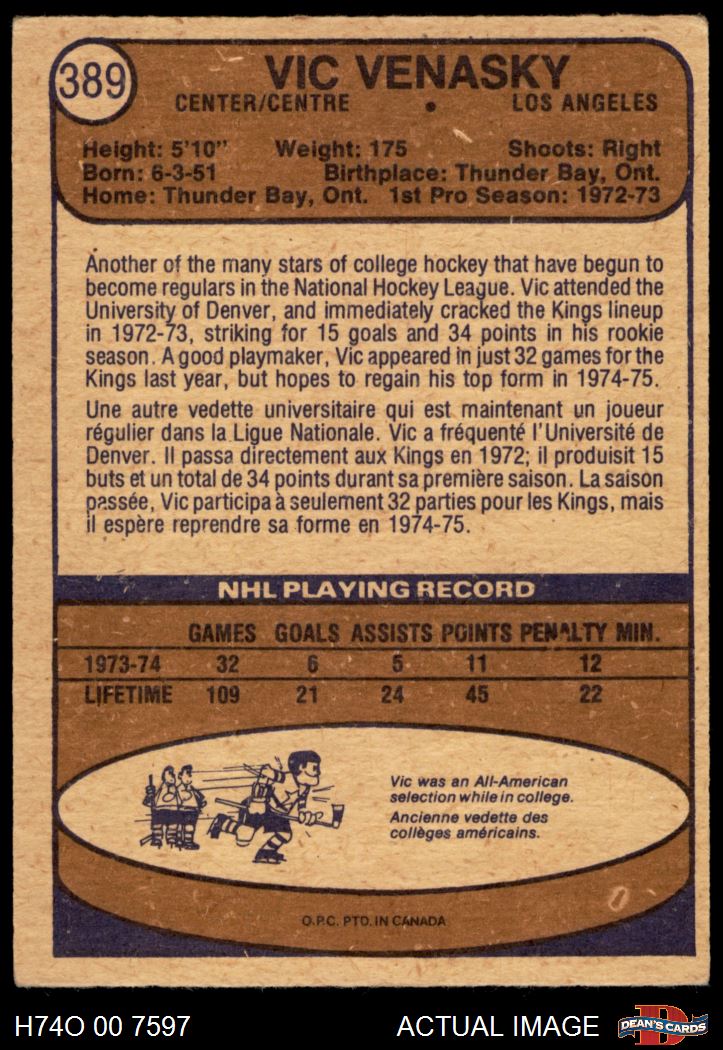 389
VIC VENASKY
CENTER/CENTRE • LOS ANGELES
Height: 5'10" Weight: 175 Shoots: Right
Born: 6-3-51 Birthplace: Thunder Bay, Ont.
Home: Thunder Bay, Ont. 1st Pro Season: 1972-73
Another of the many stars of college hockey that have begun to
become regulars in the National Hockey League. Vic attended the
University of Denver, and immediately cracked the Kings lineup
in 1972-73, striking for 15 goals and 34 points in his rookie
season. A good playmaker, Vic appeared in just 32 games for the
Kings last year, but hopes to regain his top form in 1974-75.
Une autre vedette universitaire qui est maintenant un joueur
régulier dans la Ligue Nationale. Vic a fréquenté l'Université de
Denver. Il passa directement aux Kings en 1972; il produisit 15
buts et un total de 34 points durant sa première saison. La saison
passée, Vic participa à seulement 32 parties pour les Kings, mais
il espère reprendre sa forme en 1974-75.
NHL PLAYING RECORD
GAMES GOALS ASSISTS POINTS PENALTY MIN.
1973-74 32 6 5 11 12
LIFETIME 109 21 24 45 22
Vic was an All-American
selection while in college.
Ancienne vedette des
collèges américains.
O.P.C. PTD. IN CANADA
H74O 00 7597 ACTUAL IMAGE D DEAN'S CARDS